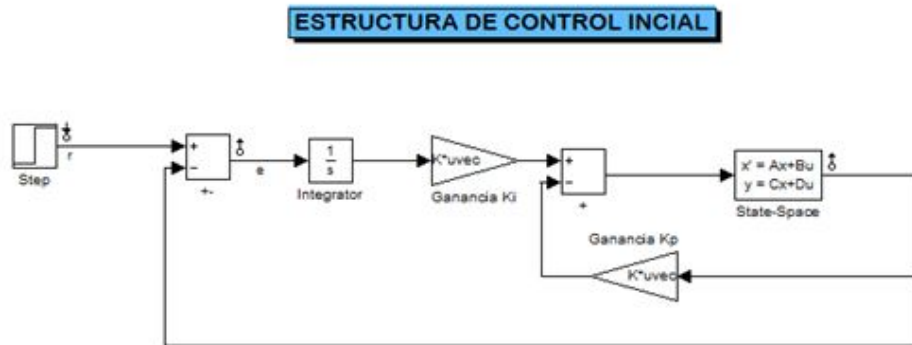 ESTRUCTURA DE CONTROL INCIAL
Step
r
+
−
+-
e
1
s
Integrator
K*uvec
Ganancia Ki
+
−
+
x' = Ax+Bu
y = Cx+Du
State-Space
Ganancia Kp
K*uvec